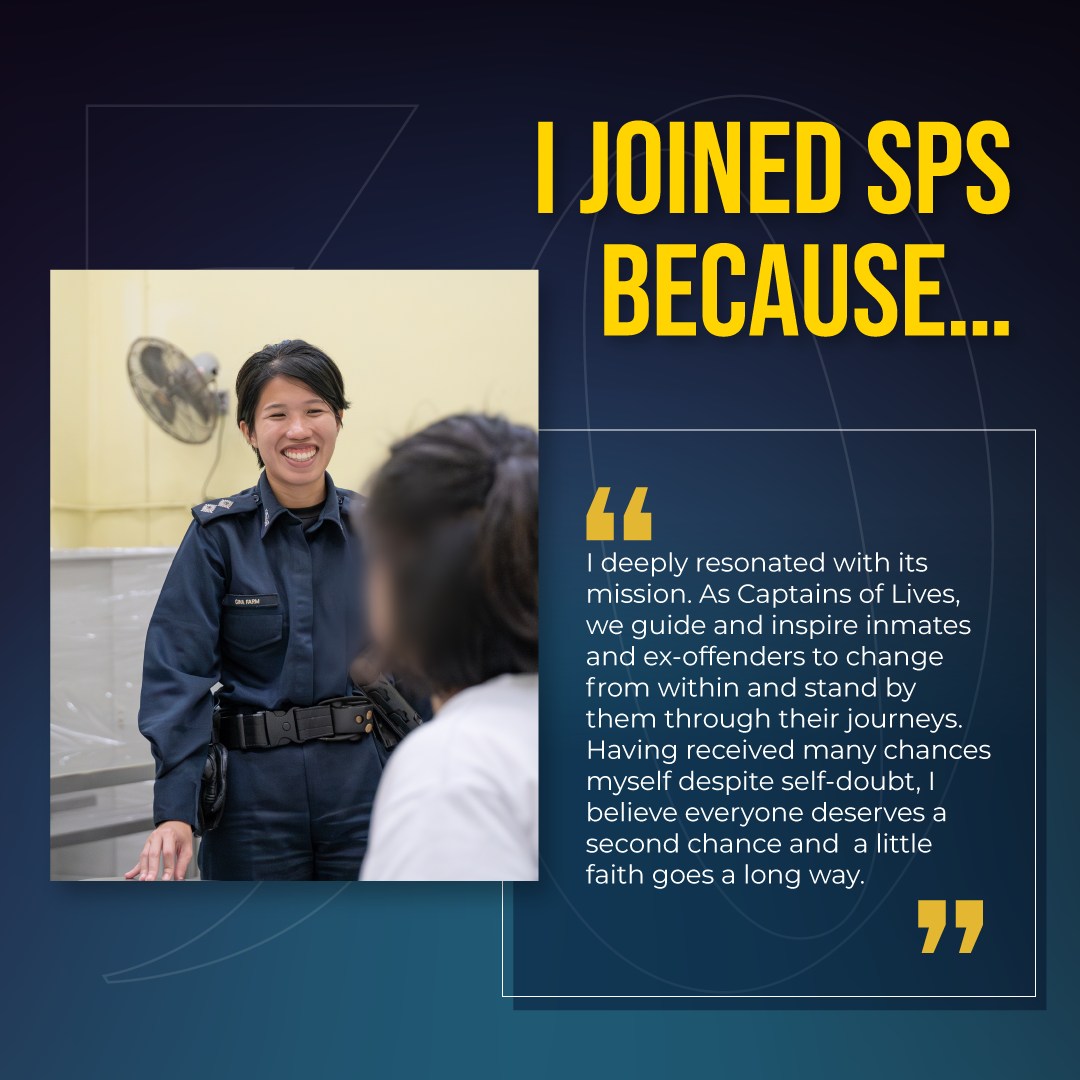 I JOINED SPS
BECAUSE...
“
I deeply resonated with its
mission. As Captains of Lives,
we guide and inspire inmates
and ex-offenders to change
from within and stand by
them through their journeys.
Having received many chances
myself despite self-doubt, I
believe everyone deserves a
second chance and  a little
faith goes a long way.
”